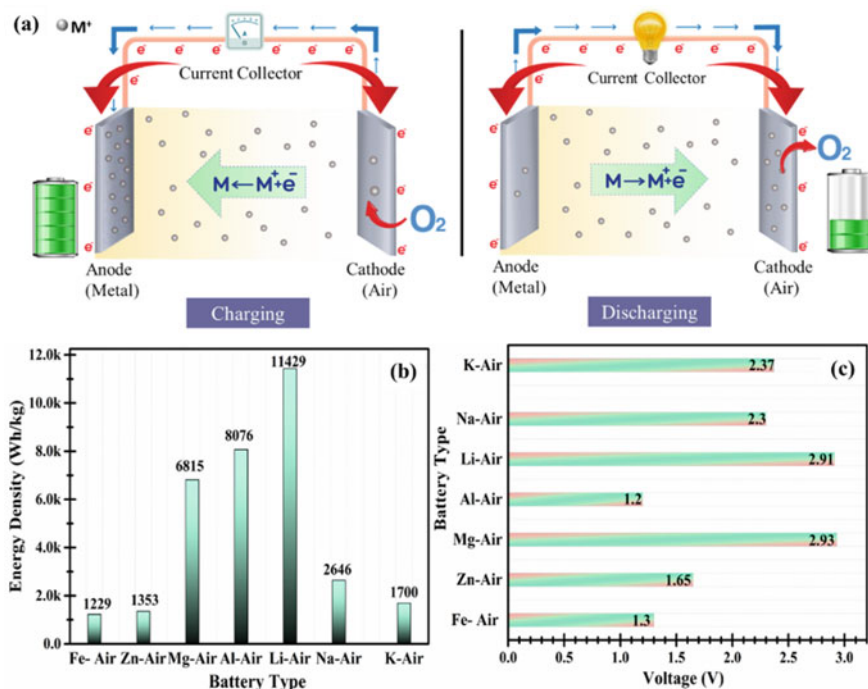 (a)
M⁺
e⁻ e⁻ e⁻ e⁻ e⁻ e⁻
A
Ω
Current Collector
e⁻ e⁻
e⁻ e⁻
e⁻ e⁻
e⁻ e⁻
M ← M⁺+e⁻
O₂
Anode
(Metal)
Cathode
(Air)
Charging
e⁻ e⁻ e⁻ e⁻ e⁻ e⁻
Current Collector
e⁻ e⁻
e⁻ e⁻
e⁻ e⁻
e⁻ e⁻
M → M⁺+e⁻
O₂
Anode
(Metal)
Cathode
(Air)
Discharging
(b)
Energy Density (Wh/kg)
12.0k
10.0k
8.0k
6.0k
4.0k
2.0k
0.0
1229
1353
6815
8076
11429
2646
1700
Fe- Air Zn-Air Mg-Air Al-Air Li-Air Na-Air K-Air
Battery Type
(c)
Battery Type
K-Air 2.37
Na-Air 2.3
Li-Air 2.91
Al-Air 1.2
Mg-Air 2.93
Zn-Air 1.65
Fe- Air 1.3
0.0 0.5 1.0 1.5 2.0 2.5 3.0
Voltage (V)